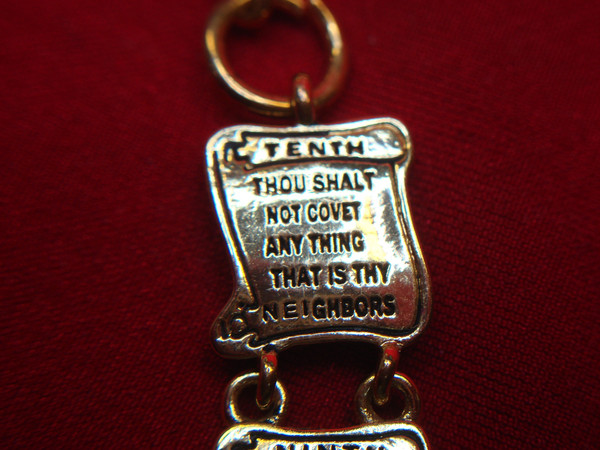 TENTH
THOU SHALT
NOT COVET
ANY THING
THAT IS THY
NEIGHBORS